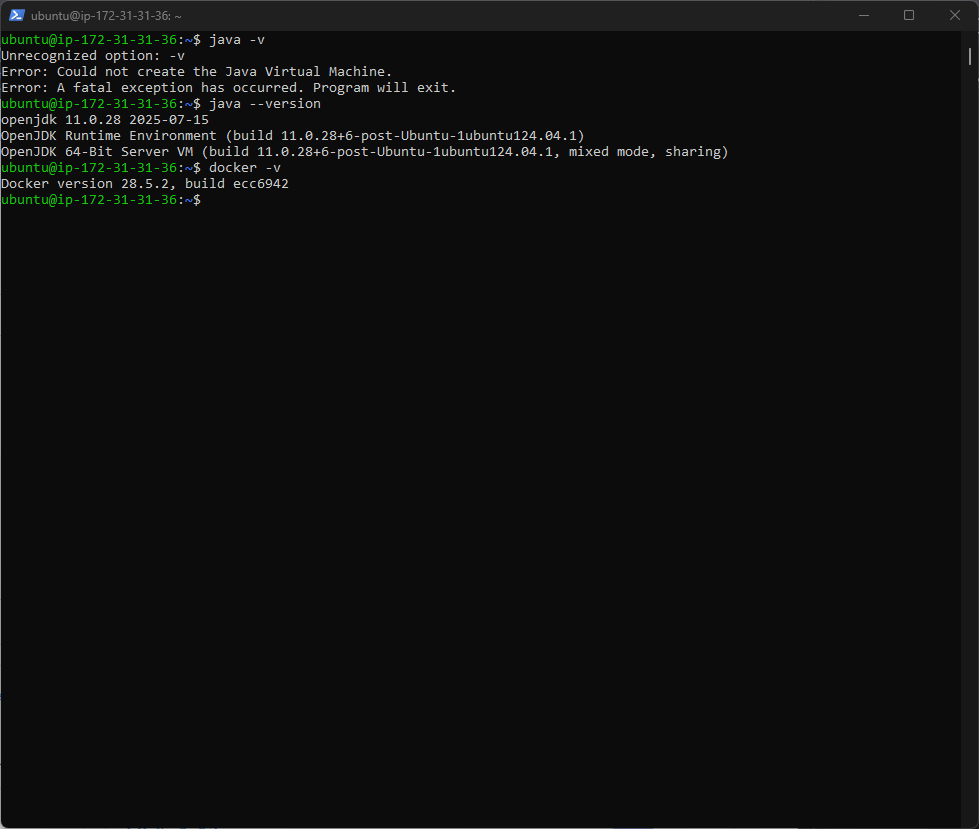 ubuntu@ip-172-31-31-36: ~
ubuntu@ip-172-31-31-36:~$ java -v
Unrecognized option: -v
Error: Could not create the Java Virtual Machine.
Error: A fatal exception has occurred. Program will exit.
ubuntu@ip-172-31-31-36:~$ java --version
openjdk 11.0.28 2025-07-15
OpenJDK Runtime Environment (build 11.0.28+6-post-Ubuntu-1ubuntu124.04.1)
OpenJDK 64-Bit Server VM (build 11.0.28+6-post-Ubuntu-1ubuntu124.04.1, mixed mode, sharing)
ubuntu@ip-172-31-31-36:~$ docker -v
Docker version 28.5.2, build ecc6942
ubuntu@ip-172-31-31-36:~$